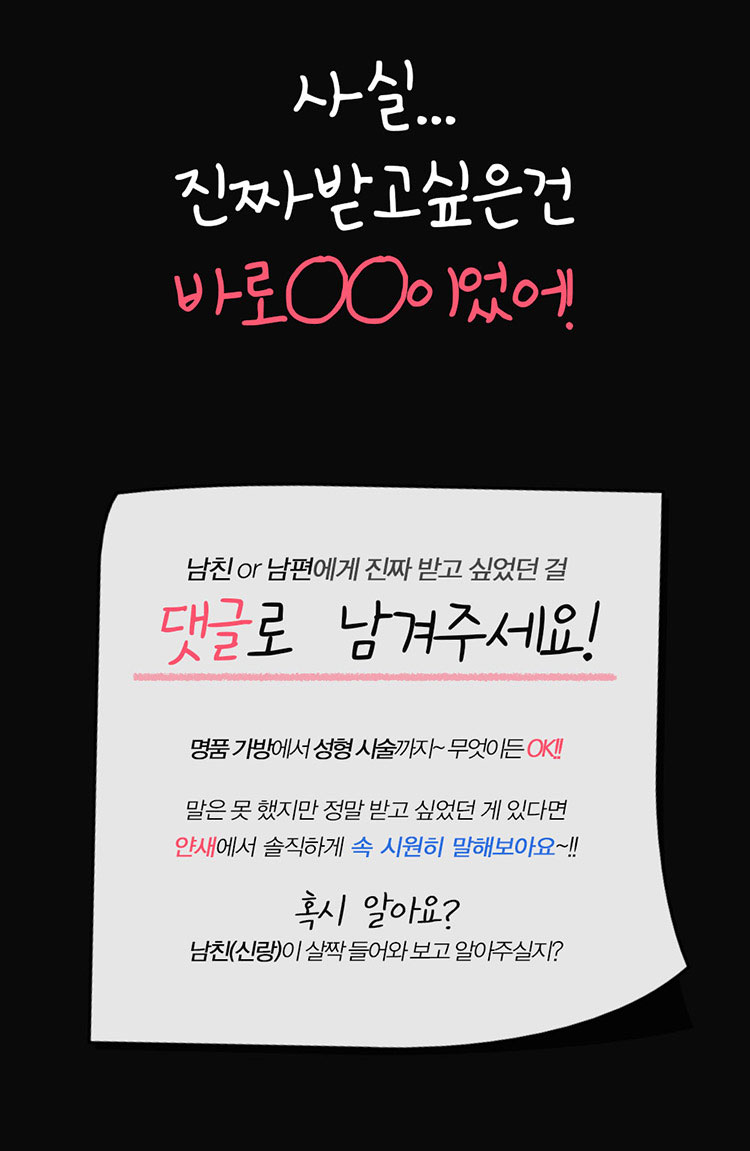 사실...
진짜 받고싶은건
바로○○이었어!
남친 or 남편에게 진짜 받고 싶었던 걸
댓글로 남겨주세요!
명품 가방에서 성형 시술까지~ 무엇이든 OK!!
말은 못 했지만 정말 받고 싶었던 게 있다면
얀새에서 솔직하게 속 시원히 말해보아요~!!
혹시 알아요?
남친(신랑)이 살짝 들어와 보고 알아주실지?